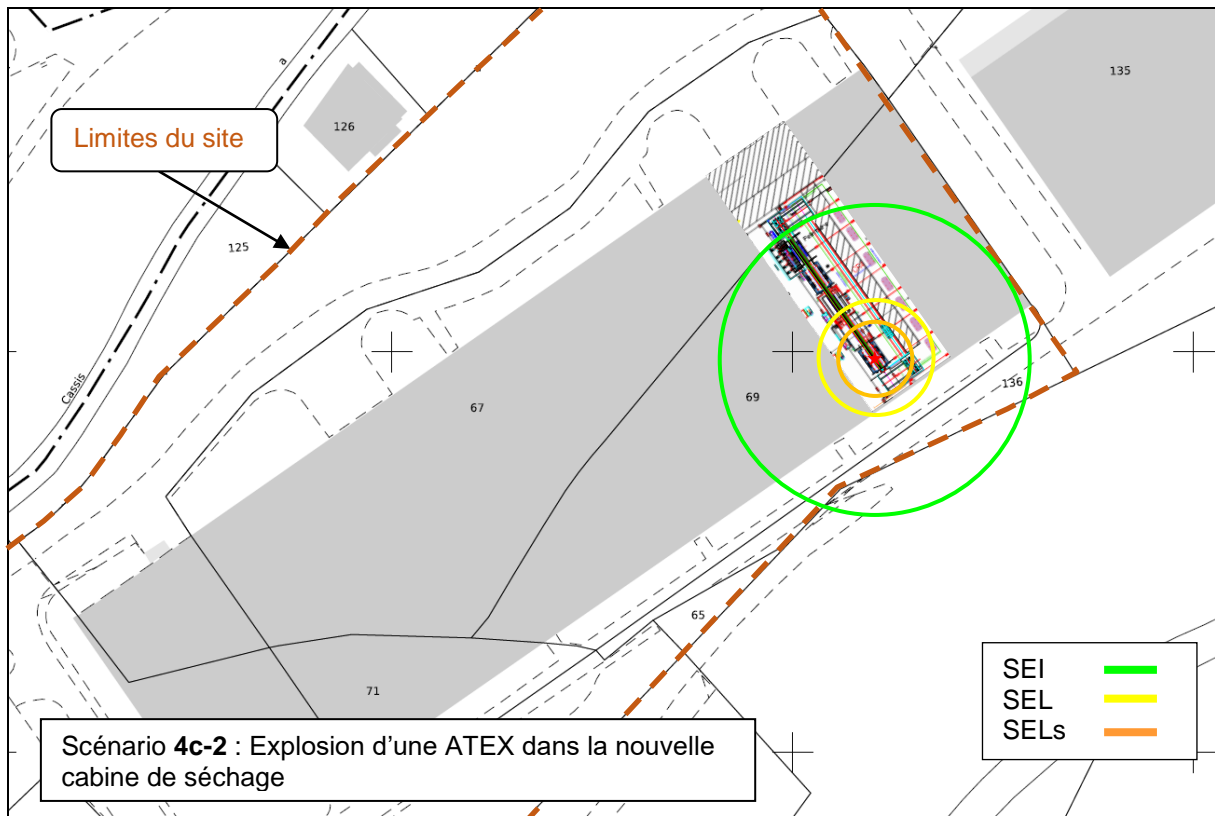 135
a
126
Limites du site
125
Cassis
67
69
136
65
71
SEI
SEL
SELs
Scénario 4c-2 : Explosion d'une ATEX dans la nouvelle
cabine de séchage